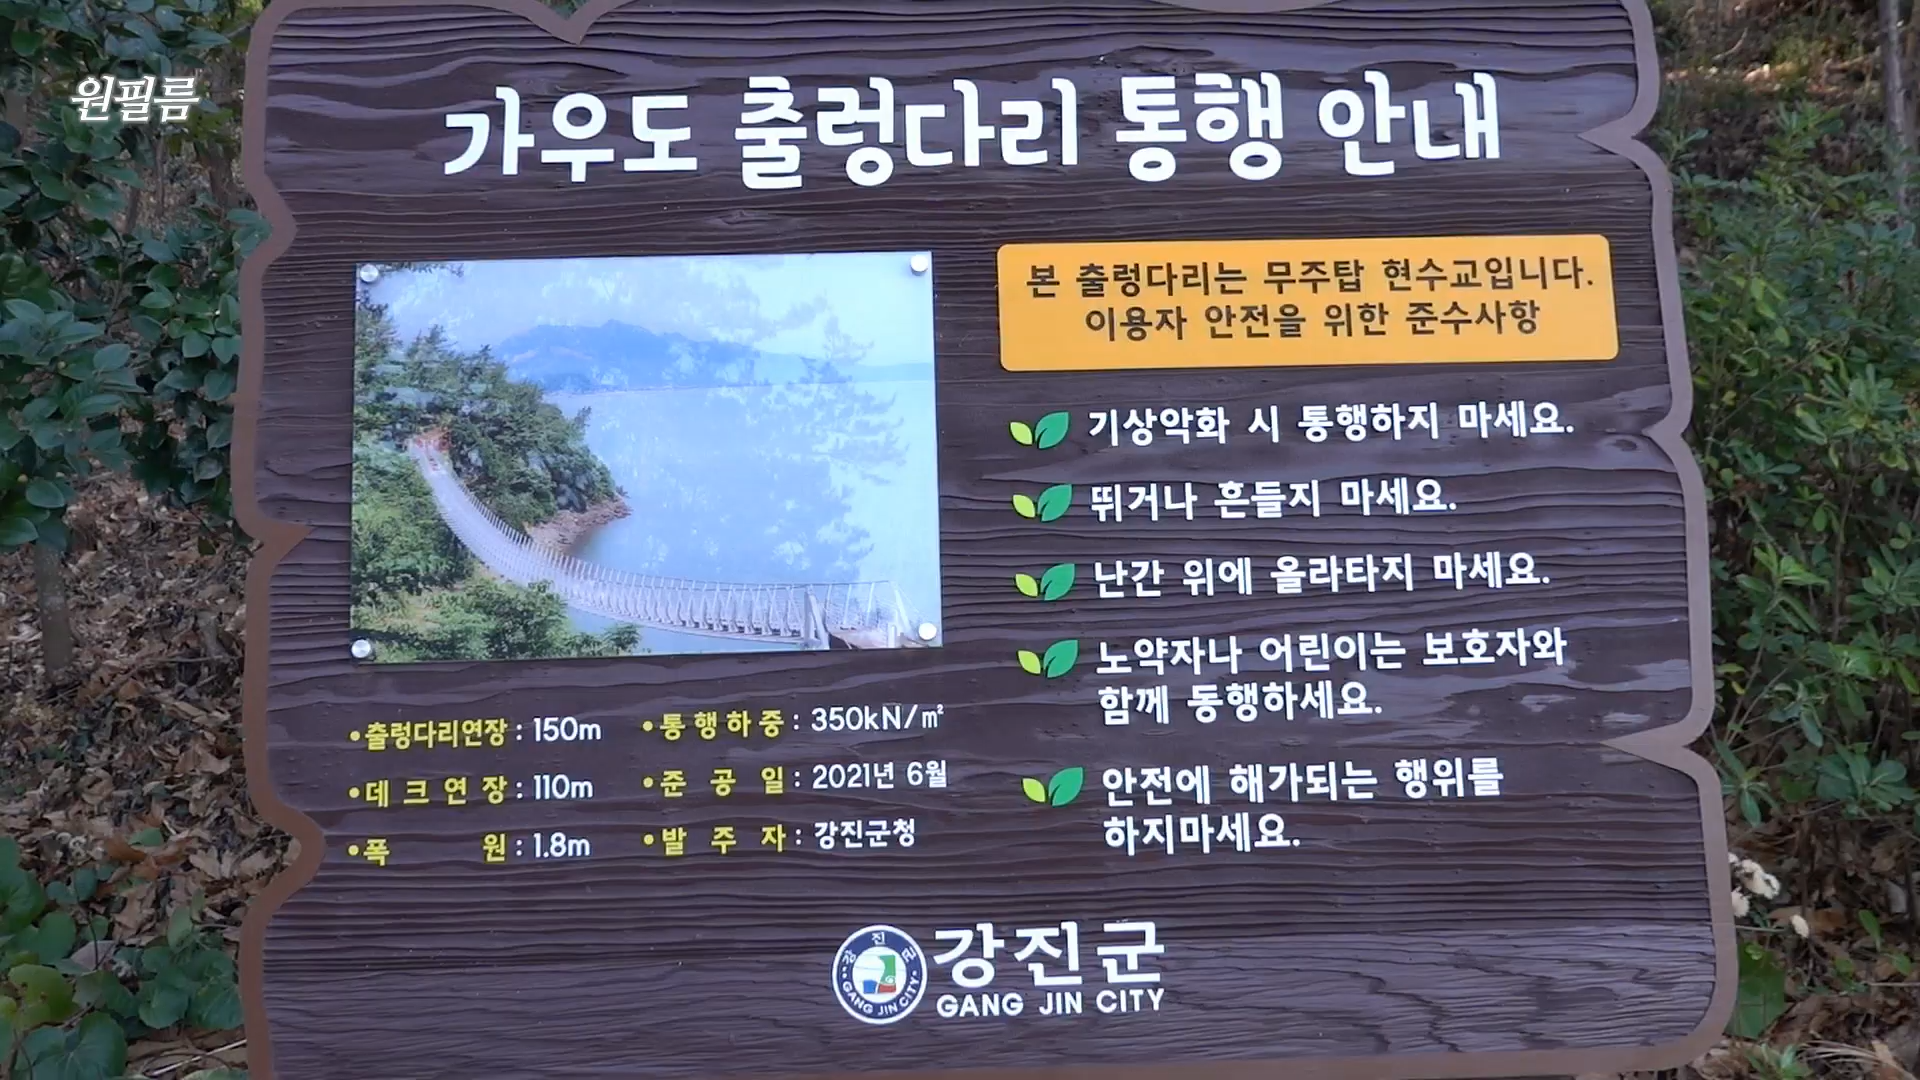 원필름
가우도 출렁다리 통행 안내
본 출렁다리는 무주탑 현수교입니다.
이용자 안전을 위한 준수사항
기상악화 시 통행하지 마세요.
뛰거나 흔들지 마세요.
난간 위에 올라타지 마세요.
노약자나 어린이는 보호자와
함께 동행하세요.
안전에 해가되는 행위를
하지마세요.
•출렁다리연장 : 150m
•데크연장 : 110m
•폭원 : 1.8m
•통행하중 : 350kN/㎡
•준공일 : 2021년 6월
•발주자 : 강진군청
강진군
GANG JIN CITY
강진군
GANG JIN CITY